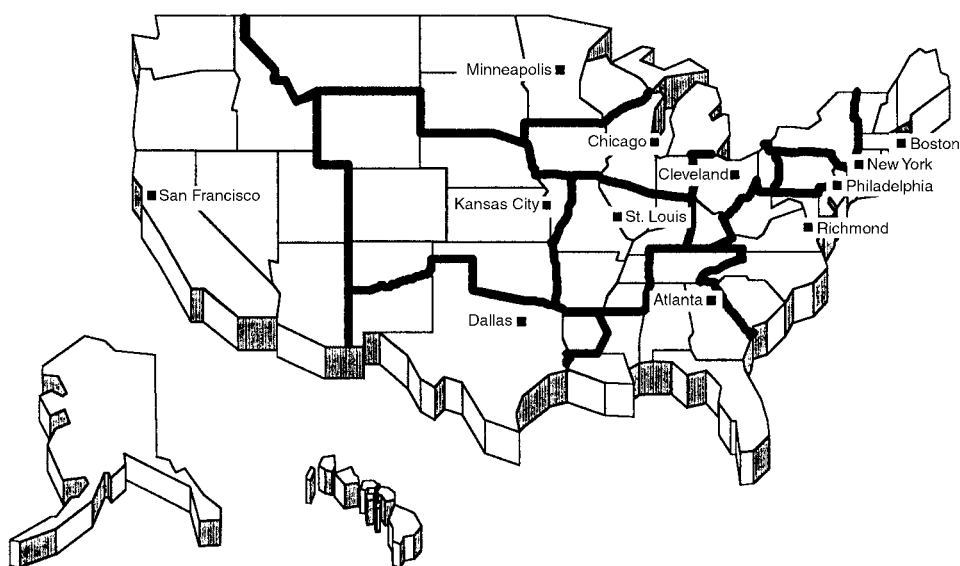 Minneapolis
Chicago
Boston
New York
Cleveland
Philadelphia
San Francisco
Kansas City
St. Louis
Richmond
Atlanta
Dallas